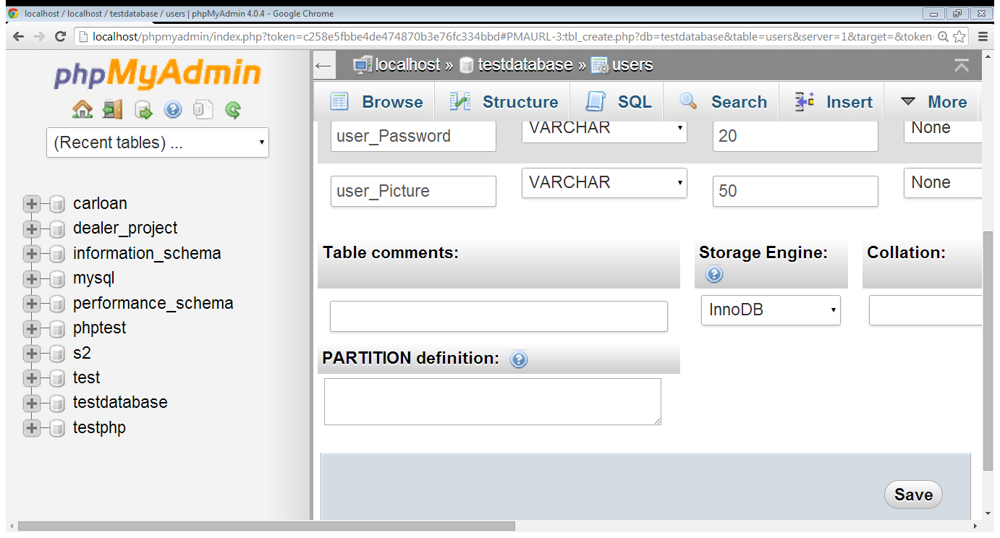 localhost / localhost / testdatabase / users | phpMyAdmin 4.0.4 - Google Chrome
localhost/phpmyadmin/index.php?token=c258e5fbbe4de474870b3e76fc334bbd#PMAURL-3:tbl_create.php?db=testdatabase&table=users&server=1&target=&token:
phpMyAdmin
(Recent tables) ...
carloan
dealer_project
information_schema
mysql
performance_schema
phptest
s2
test
testdatabase
testphp
localhost » testdatabase » users
Browse Structure SQL Search Insert More
user_Password VARCHAR 20 None
user_Picture VARCHAR 50 None
Table comments: Storage Engine: Collation:
InnoDB
PARTITION definition:
Save